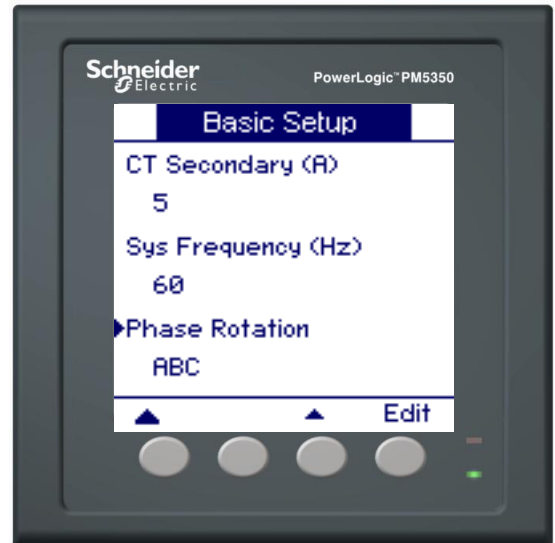 Schneider
Electric
PowerLogic™ PM5350
Basic Setup
CT Secondary (A)
5
Sys Frequency (Hz)
60
Phase Rotation
ABC
Edit